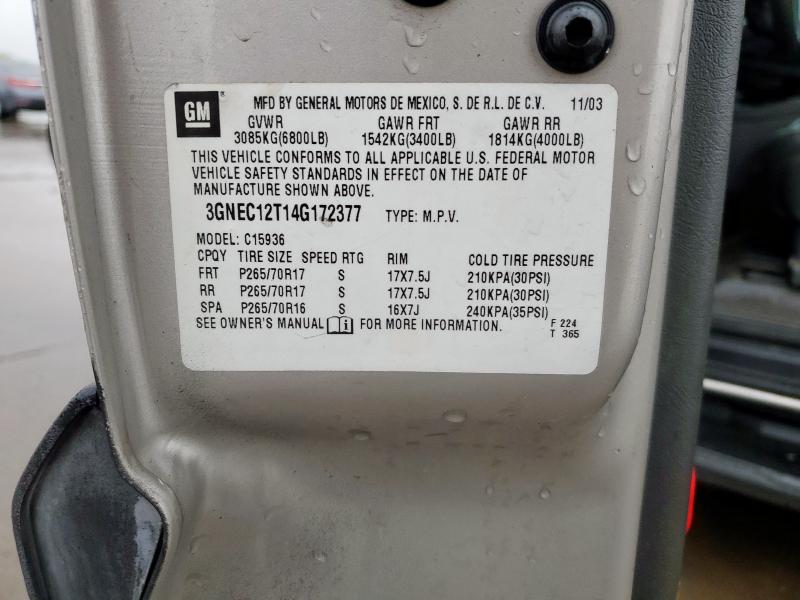 GM
MFD BY GENERAL MOTORS DE MEXICO, S. DE R.L. DE C.V. 11/03
GVWR GAWR FRT GAWR RR
3085KG(6800LB) 1542KG(3400LB) 1814KG(4000LB)
THIS VEHICLE CONFORMS TO ALL APPLICABLE U.S. FEDERAL MOTOR
VEHICLE SAFETY STANDARDS IN EFFECT ON THE DATE OF
MANUFACTURE SHOWN ABOVE.
3GNEC12T14G172377 TYPE: M.P.V.
MODEL: C15936
CPQY TIRE SIZE SPEED RTG RIM COLD TIRE PRESSURE
FRT P265/70R17 S 17X7.5J 210KPA(30PSI)
RR P265/70R17 S 17X7.5J 210KPA(30PSI)
SPA P265/70R16 S 16X7J 240KPA(35PSI)
SEE OWNER'S MANUAL FOR MORE INFORMATION. F 224
T 365